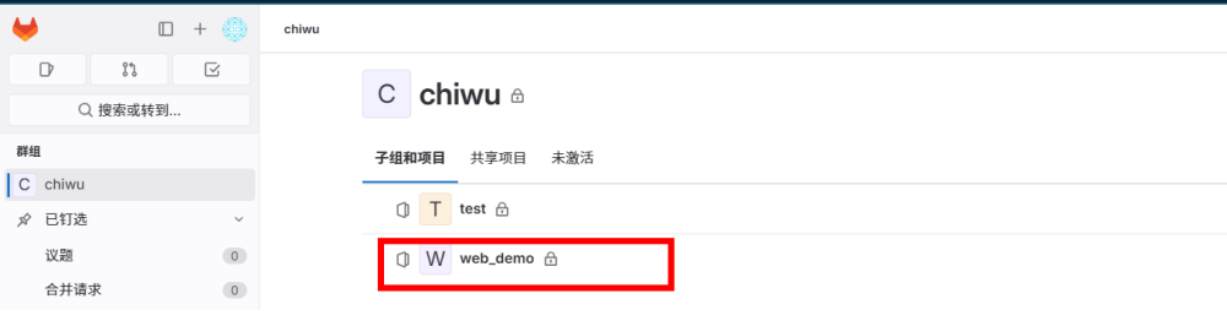 chiwu
搜索或转到...
群组
C chiwu
已钉选
议题 0
合并请求 0
C chiwu
子组和项目 共享项目 未激活
T test
W web_demo